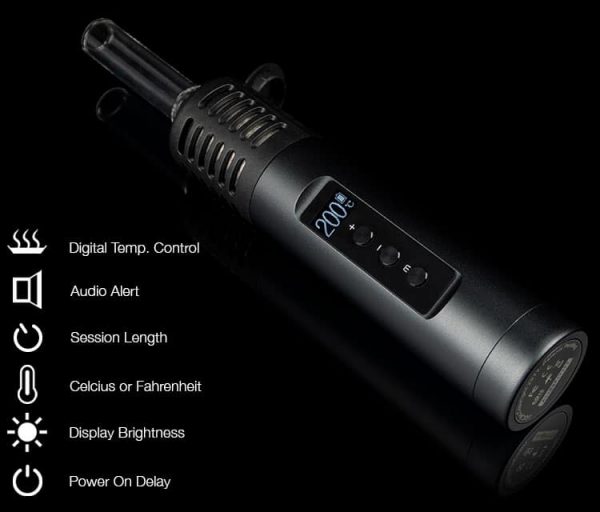 200
°C
+
-
m
Digital Temp. Control
Audio Alert
Session Length
Celcius or Fahrenheit
Display Brightness
Power On Delay